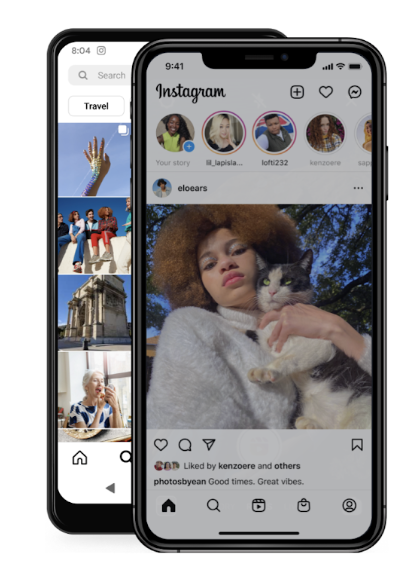 8:04
Search
Travel
9:41
Instagram
Your story
lil_lapisla...
lofti232
kenzoere
eloears
Liked by kenzoere and others
photosbyean Good times. Great vibes.